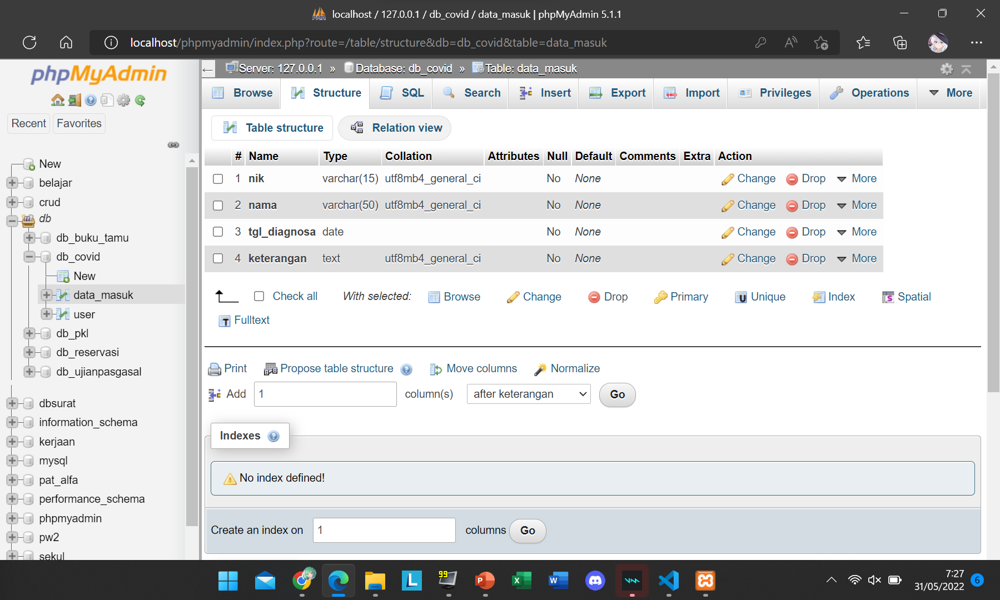 localhost / 127.0.0.1 / db_covid / data_masuk | phpMyAdmin 5.1.1
localhost/phpmyadmin/index.php?route=/table/structure&db=db_covid&table=data_masuk
phpMyAdmin
Recent Favorites
New
belajar
crud
db
db_buku_tamu
db_covid
New
data_masuk
user
db_pkl
db_reservasi
db_ujianpasgasal
dbsurat
information_schema
kerjaan
mysql
pat_alfa
performance_schema
phpmyadmin
pw2
sekul
Server: 127.0.0.1 » Database: db_covid » Table: data_masuk
Browse Structure SQL Search Insert Export Import Privileges Operations More
Table structure Relation view
# Name Type Collation Attributes Null Default Comments Extra Action
1 nik varchar(15) utf8mb4_general_ci No None Change Drop More
2 nama varchar(50) utf8mb4_general_ci No None Change Drop More
3 tgl_diagnosa date No None Change Drop More
4 keterangan text utf8mb4_general_ci No None Change Drop More
Check all With selected: Browse Change Drop Primary Unique Index Spatial
Fulltext
Print Propose table structure Move columns Normalize
Add 1 column(s) after keterangan Go
Indexes
No index defined!
Create an index on 1 columns Go
7:27
31/05/2022
6